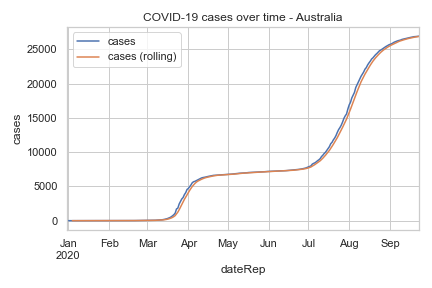 COVID-19 cases over time - Australia
cases
cases (rolling)
25000
20000
15000
10000
5000
0
cases
Jan Feb Mar Apr May Jun Jul Aug Sep
2020
dateRep